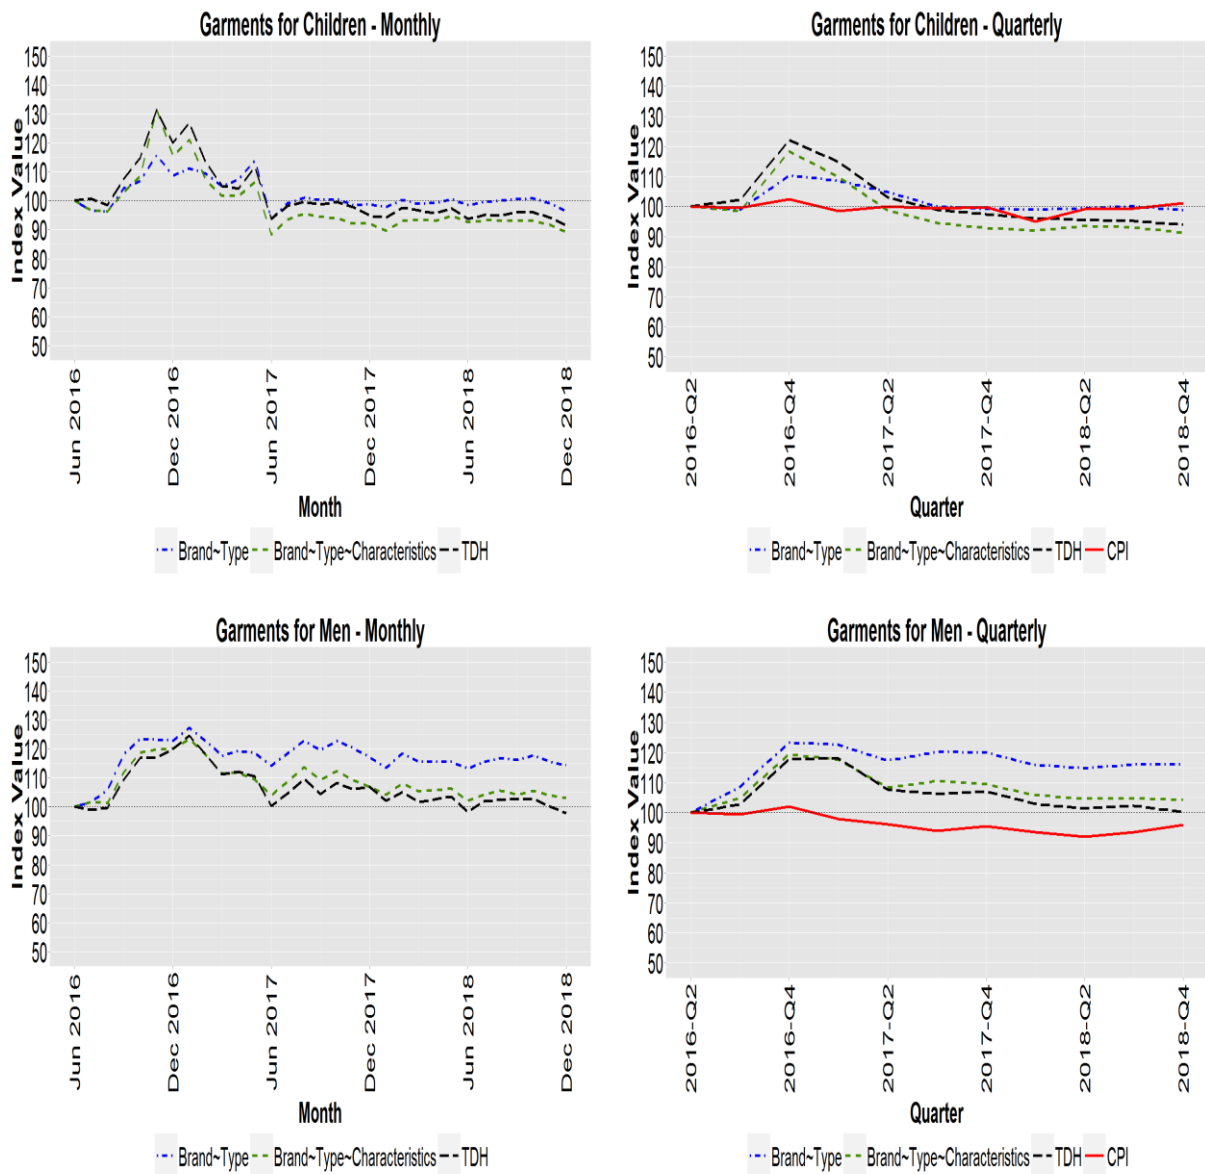 Garments for Children - Monthly
Index Value
150
140
130
120
110
100
90
80
70
60
50
Jun 2016
Dec 2016
Jun 2017
Dec 2017
Jun 2018
Dec 2018
Month
Brand~Type Brand~Type~Characteristics TDH
Garments for Children - Quarterly
Index Value
150
140
130
120
110
100
90
80
70
60
50
2016-Q2
2016-Q4
2017-Q2
2017-Q4
2018-Q2
2018-Q4
Quarter
Brand~Type Brand~Type~Characteristics TDH CPI
Garments for Men - Monthly
Index Value
150
140
130
120
110
100
90
80
70
60
50
Jun 2016
Dec 2016
Jun 2017
Dec 2017
Jun 2018
Dec 2018
Month
Brand~Type Brand~Type~Characteristics TDH
Garments for Men - Quarterly
Index Value
150
140
130
120
110
100
90
80
70
60
50
2016-Q2
2016-Q4
2017-Q2
2017-Q4
2018-Q2
2018-Q4
Quarter
Brand~Type Brand~Type~Characteristics TDH CPI